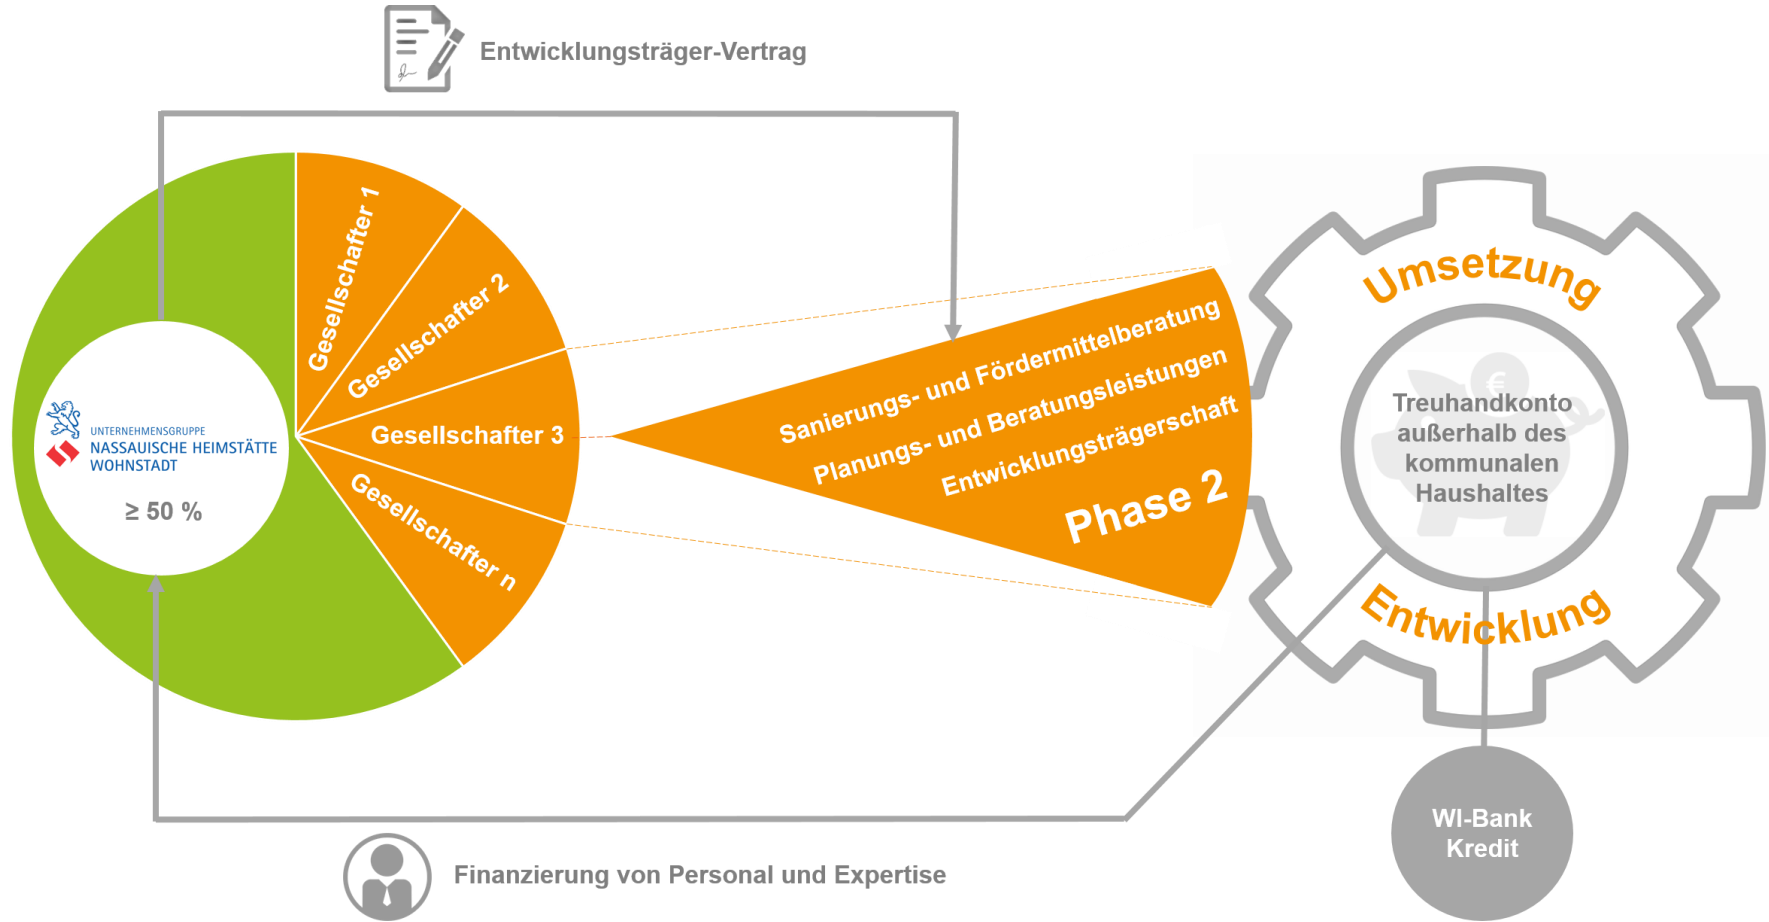 Entwicklungsträger-Vertrag
Gesellschafter 1
Gesellschafter 2
Gesellschafter 3
Gesellschafter n
UNTERNEHMENSGRUPPE
NASSAUISCHE HEIMSTÄTTE
WOHNSTADT
≥ 50 %
Sanierungs- und Fördermittelberatung
Planungs- und Beratungsleistungen
Entwicklungsträgerschaft
Phase 2
Umsetzung
€
Treuhandkonto
außerhalb des
kommunalen
Haushaltes
Entwicklung
WI-Bank
Kredit
Finanzierung von Personal und Expertise